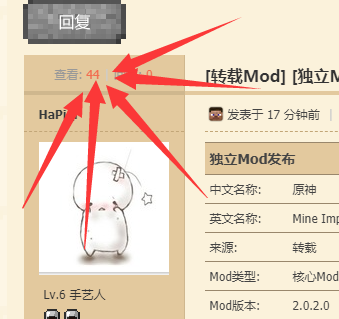 回复
查看: 44
0
[转载Mod] [独立M
HaPi
发表于 17 分钟前 |
独立Mod发布
中文名称: 原神
英文名称: Mine Imp
来源: 转载
Mod类型: 核心Mod
Mod版本: 2.0.2.0
Lv.6 手艺人